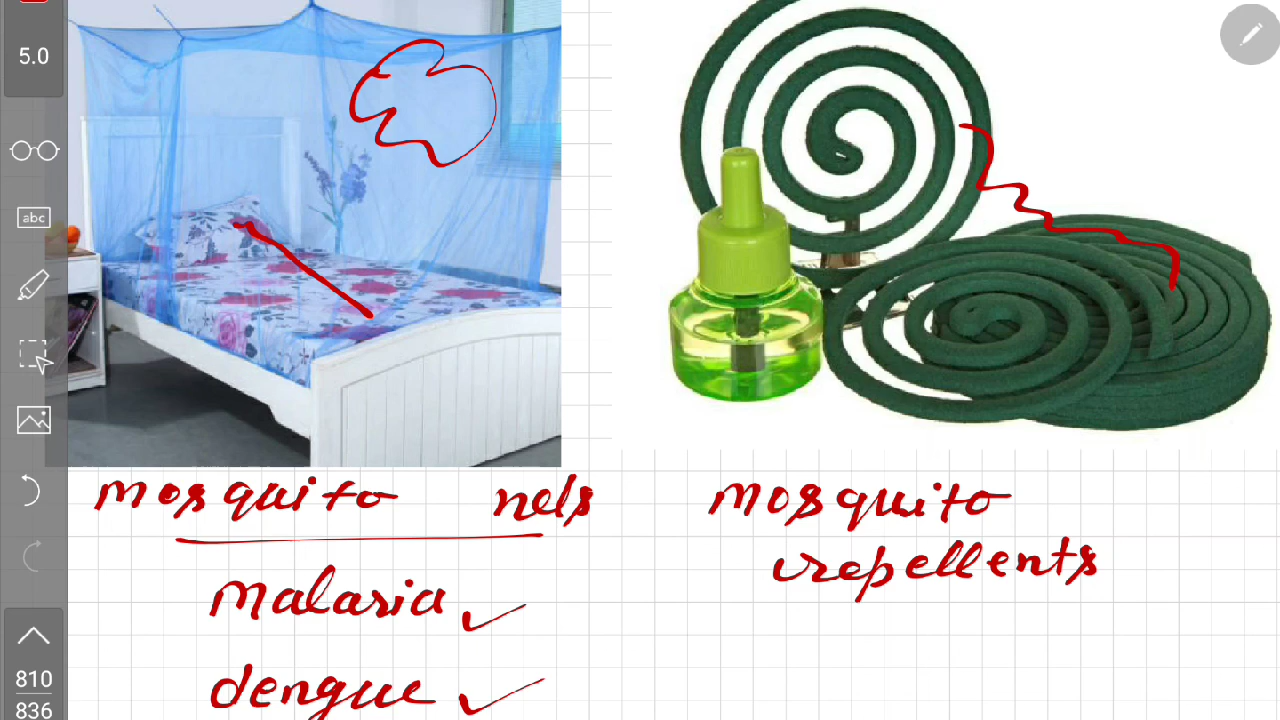 5.0
abc
mosquito nets
mosquito
repellents
malaria
dengue
810
836